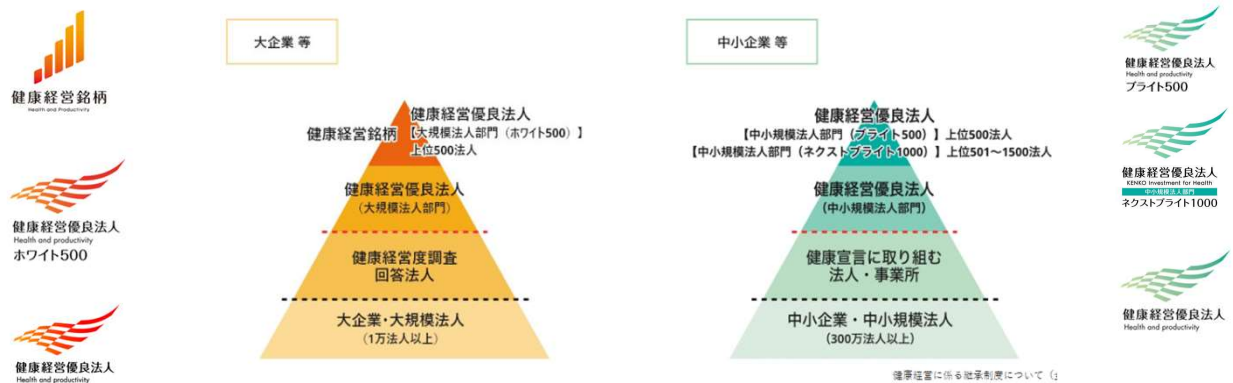 健康経営銘柄
Health and Productivity
健康経営優良法人
Health and productivity
ホワイト500
健康経営優良法人
Health and productivity
大企業 等
健康経営銘柄
健康経営優良法人
【大規模法人部門（ホワイト500）】
上位500法人
健康経営優良法人
（大規模法人部門）
健康経営度調査
回答法人
大企業・大規模法人
（1万法人以上）
中小企業 等
健康経営優良法人
【中小規模法人部門（ブライト500）】上位500法人
【中小規模法人部門（ネクストブライト1000）】上位501～1500法人
健康経営優良法人
（中小規模法人部門）
健康宣言に取り組む
法人・事業所
中小企業・中小規模法人
（300万法人以上）
健康経営に係る顕彰制度について（
健康経営優良法人
Health and productivity
ブライト500
健康経営優良法人
KENKO Investment for Health
中小規模法人部門
ネクストブライト1000
健康経営優良法人
Health and productivity